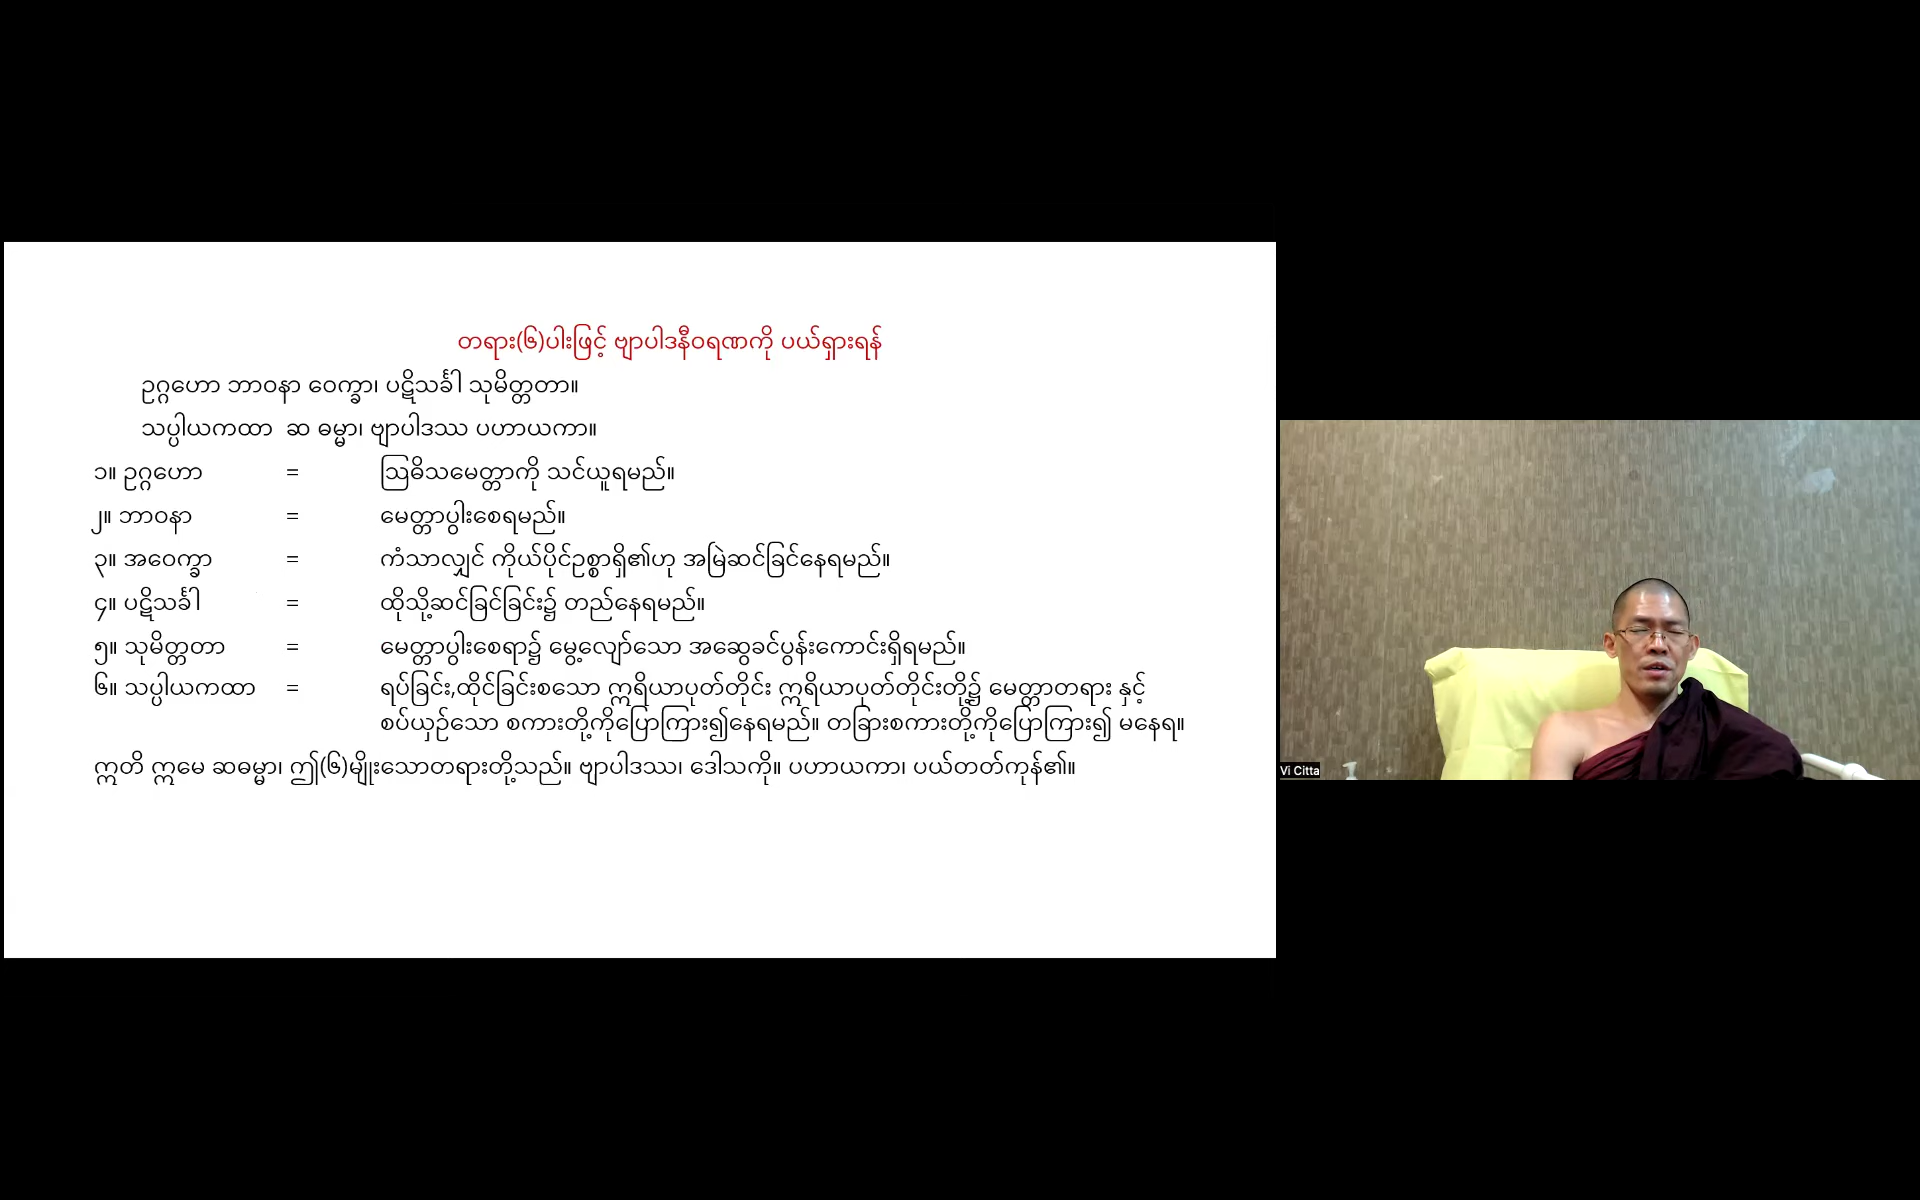 တရား(၆)ပါးဖြင့် ဗျာပါဒနီဝရဏကို ပယ်ရှားရန်
ဥဂ္ဂဟော ဘာဝနာ ဝေက္ခာ၊ ပဋိသင်္ခါ သုမိတ္တတာ။
သပ္ပါယကထာ ဆ ဓမ္မာ၊ ဗျာပါဒဿ ပဟာယကာ။
၁။ ဥဂ္ဂဟော = ဩဓိသမေတ္တာကို သင်ယူရမည်။
၂။ ဘာဝနာ = မေတ္တာပွါးစေရမည်။
၃။ အဝေက္ခာ = ကံသာလျှင် ကိုယ်ပိုင်ဥစ္စာရှိ၏ဟု အမြဲဆင်ခြင်နေရမည်။
၄။ ပဋိသင်္ခါ = ထိုသို့ဆင်ခြင်ခြင်း၌ တည်နေရမည်။
၅။ သုမိတ္တတာ = မေတ္တာပွါးစေရာ၌ မွေ့လျော်သော အဆွေခင်ပွန်းကောင်းရှိရမည်။
၆။ သပ္ပါယကထာ = ရပ်ခြင်း,ထိုင်ခြင်းစသော ဣရိယာပုတ်တိုင်း ဣရိယာပုတ်တိုင်းတို့၌ မေတ္တာတရား နှင့်
စပ်ယှဉ်သော စကားတို့ကိုပြောကြား၍နေရမည်။ တခြားစကားတို့ကိုပြောကြား၍ မနေရ။
ဣတိ ဣမေ ဆဓမ္မာ၊ ဤ(၆)မျိုးသောတရားတို့သည်။ ဗျာပါဒဿ၊ ဒေါသကို။ ပဟာယကာ၊ ပယ်တတ်ကုန်၏။
Vi Citta